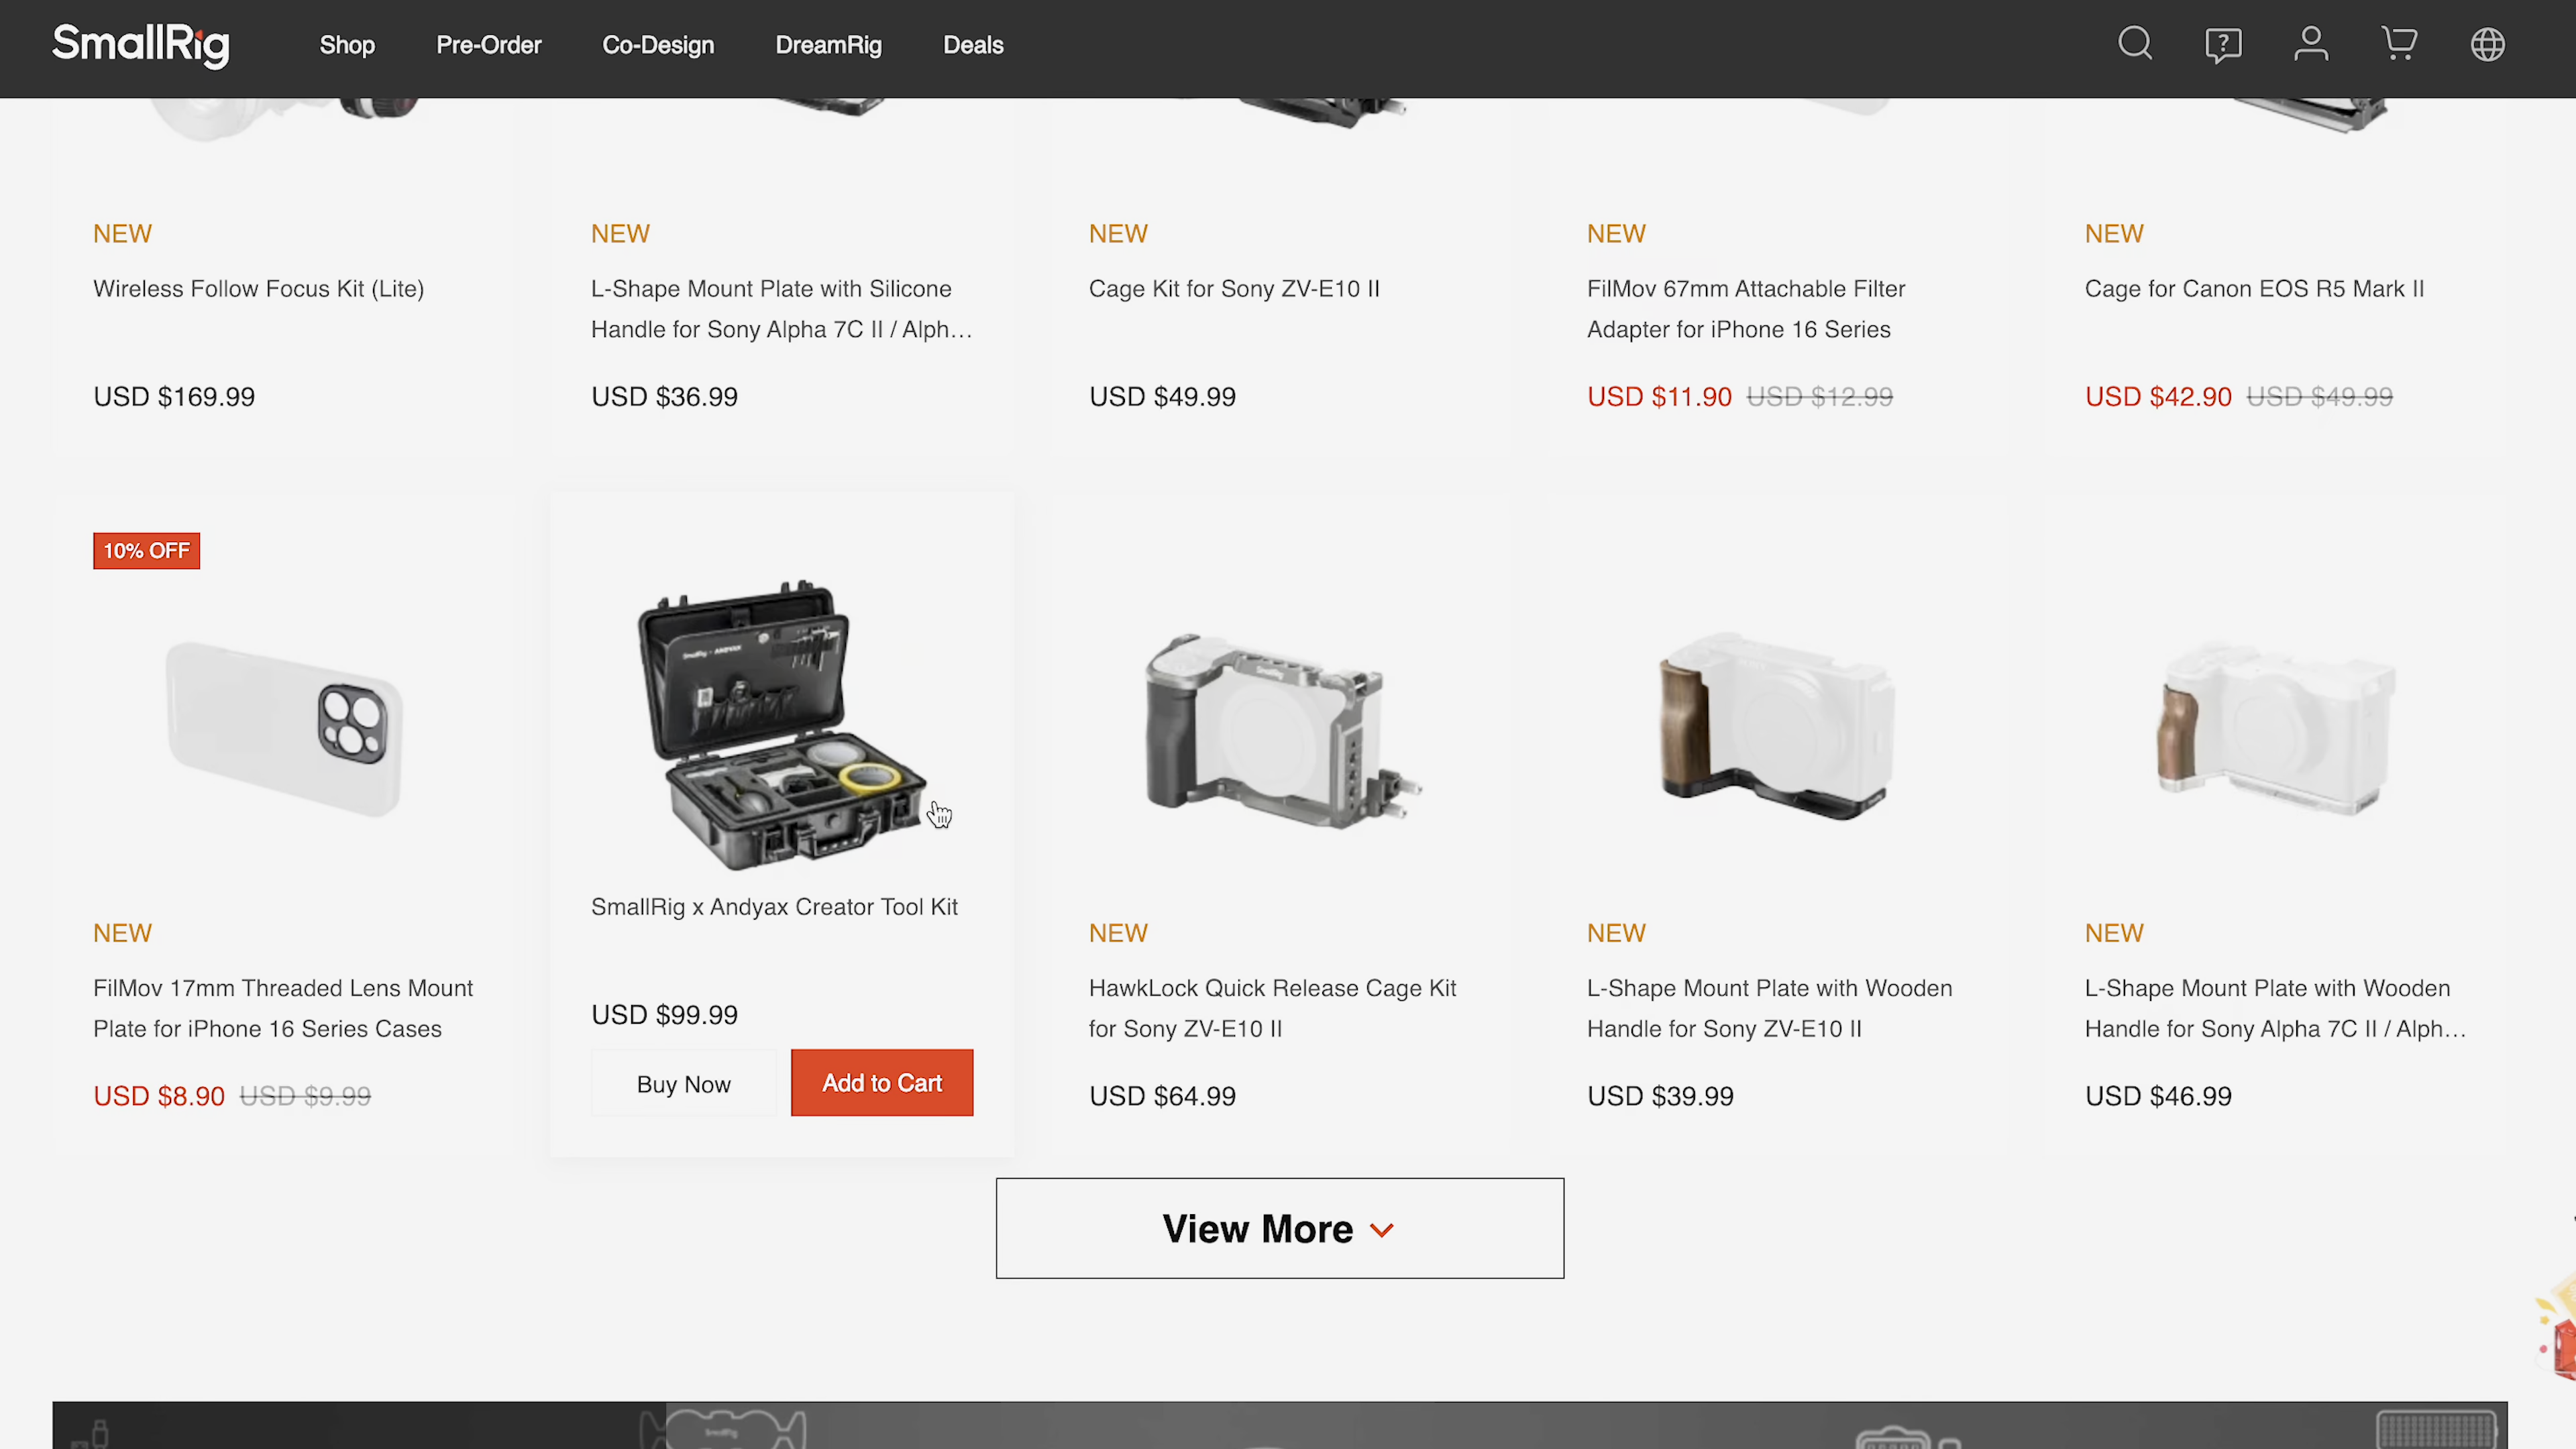 SmallRig
Shop
Pre-Order
Co-Design
DreamRig
Deals
NEW
Wireless Follow Focus Kit (Lite)
USD $169.99
NEW
L-Shape Mount Plate with Silicone
Handle for Sony Alpha 7C II / Alph...
USD $36.99
NEW
Cage Kit for Sony ZV-E10 II
USD $49.99
NEW
FilMov 67mm Attachable Filter
Adapter for iPhone 16 Series
USD $11.90 USD $12.99
NEW
Cage for Canon EOS R5 Mark II
USD $42.90 USD $49.99
10% OFF
NEW
FilMov 17mm Threaded Lens Mount
Plate for iPhone 16 Series Cases
USD $8.90 USD $9.99
SmallRig x Andyax Creator Tool Kit
USD $99.99
Buy Now
Add to Cart
NEW
HawkLock Quick Release Cage Kit
for Sony ZV-E10 II
USD $64.99
NEW
L-Shape Mount Plate with Wooden
Handle for Sony ZV-E10 II
USD $39.99
NEW
L-Shape Mount Plate with Wooden
Handle for Sony Alpha 7C II / Alph...
USD $46.99
View More